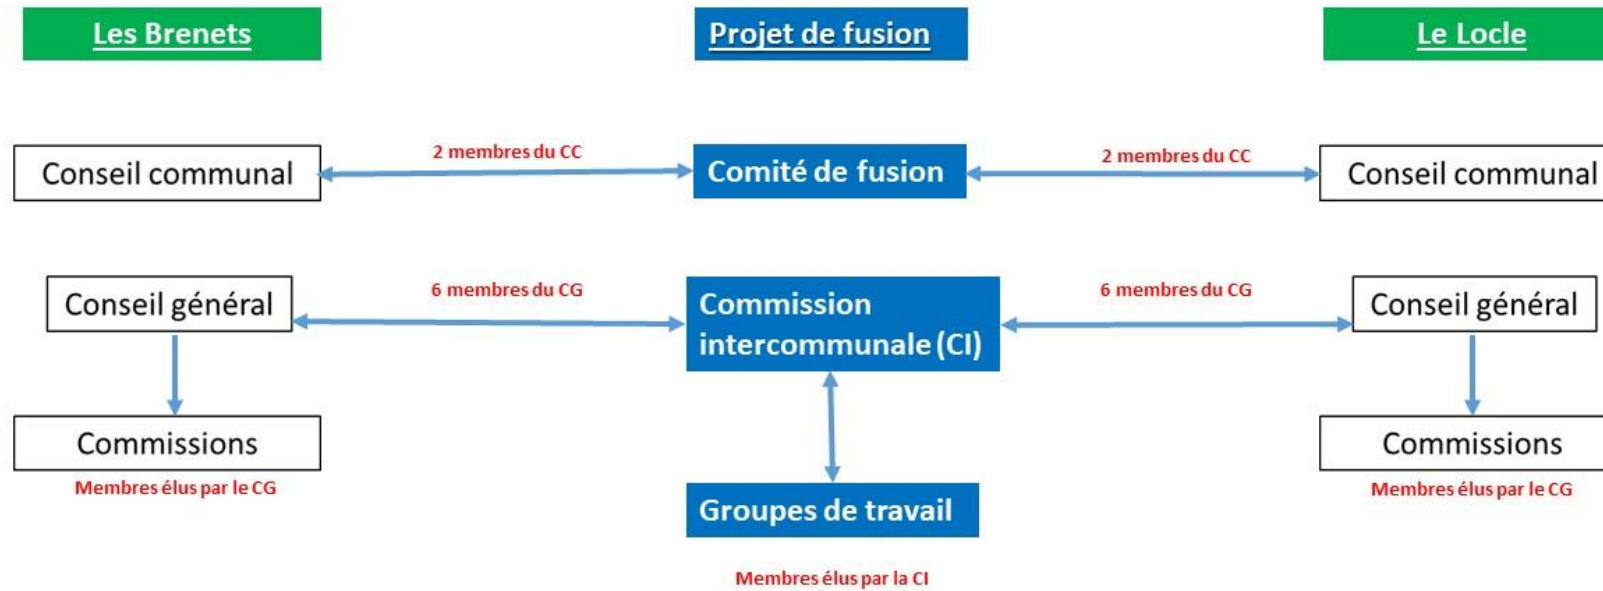 Les Brenets
Projet de fusion
Le Locle
2 membres du CC
2 membres du CC
Conseil communal
Comité de fusion
Conseil communal
6 membres du CG
6 membres du CG
Conseil général
Commission
intercommunale (CI)
Conseil général
Commissions
Commissions
Membres élus par le CG
Membres élus par le CG
Groupes de travail
Membres élus par la CI